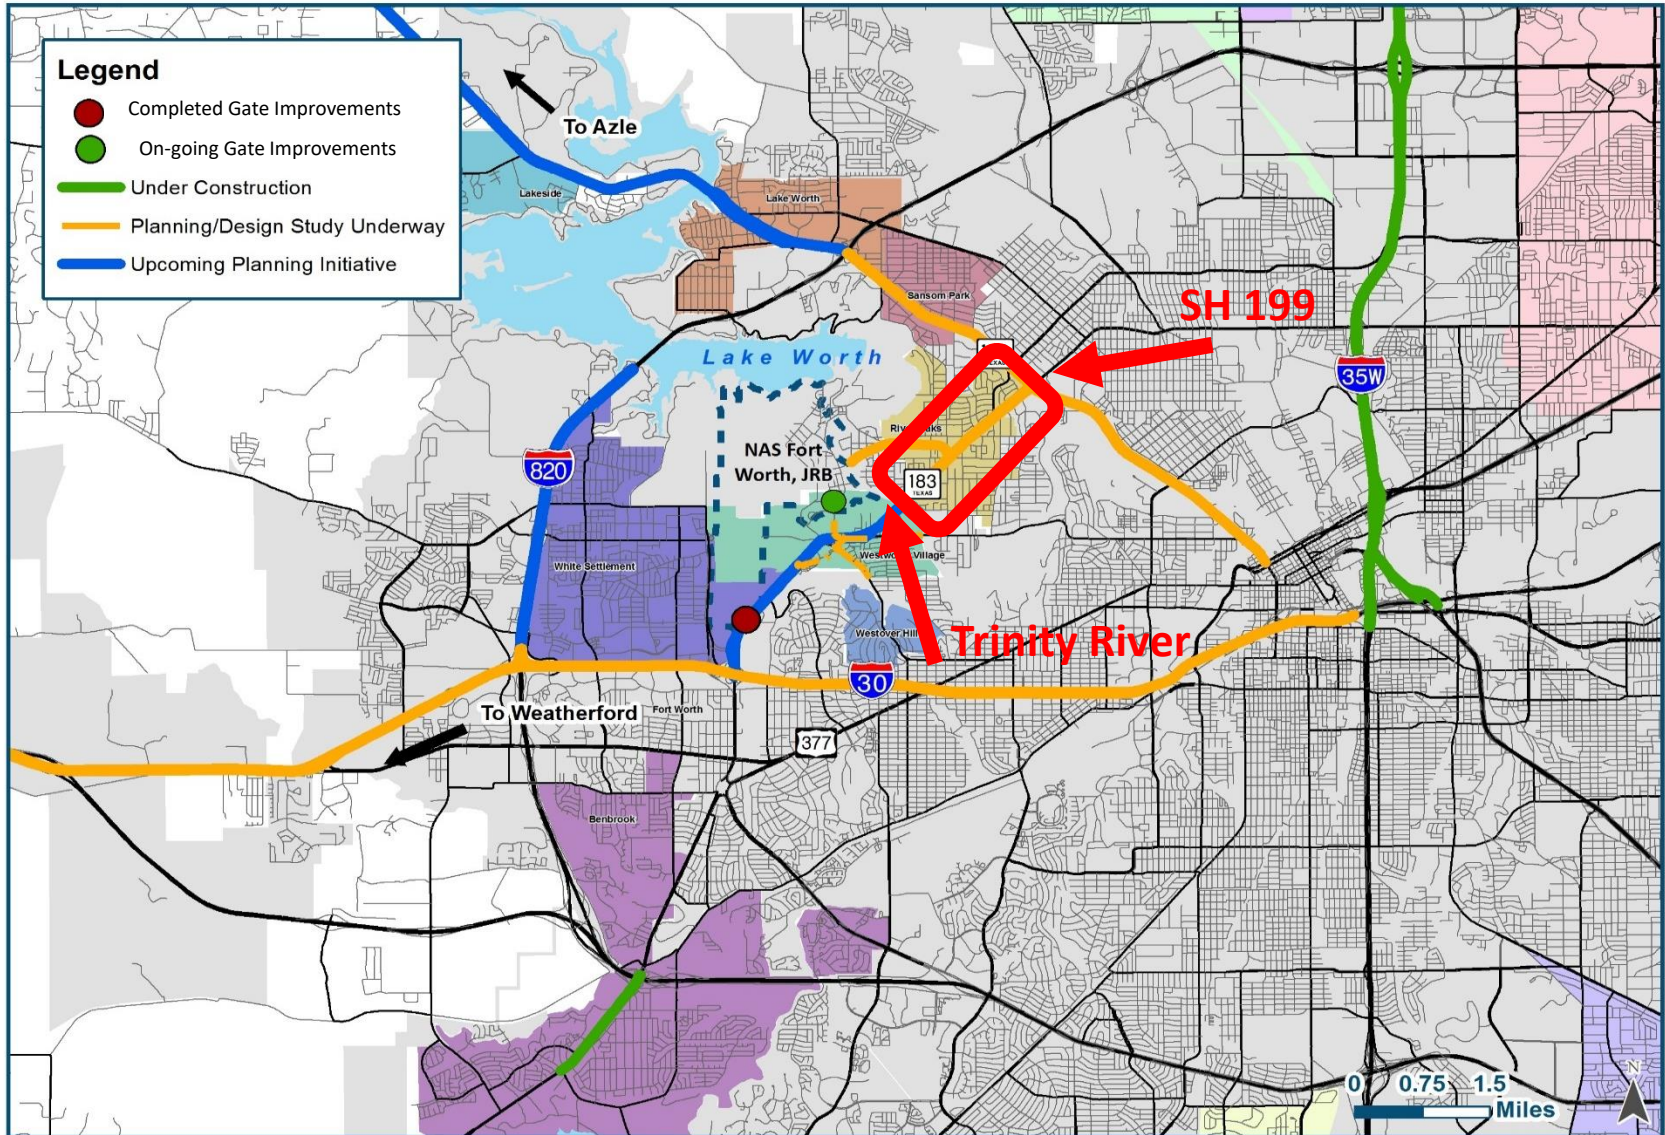 Legend
Completed Gate Improvements
On-going Gate Improvements
Under Construction
Planning/Design Study Underway
Upcoming Planning Initiative
To Azle
Lakeside
Lake Worth
Sansom Park
SH 199
Lake Worth
TEXAS
35W
NAS Fort
Worth, JRB
820
183
TEXAS
White Settlement
Village
Trinity River
30
To Weatherford
Fort Worth
377
Benbrook
N
0 0.75 1.5
Miles